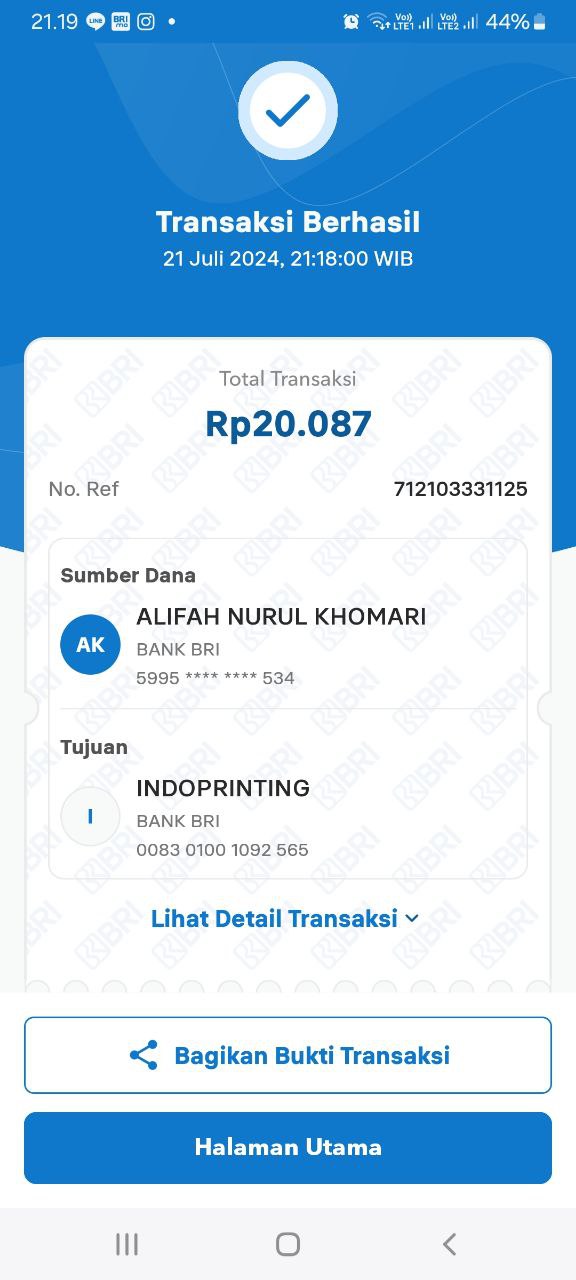 21.19 LINE BRI mo Vo)) LTE1 Vo)) LTE2 44%
Transaksi Berhasil
21 Juli 2024, 21:18:00 WIB
Total Transaksi
Rp20.087
No. Ref 712103331125
Sumber Dana
AK
ALIFAH NURUL KHOMARI
BANK BRI
5995 **** **** 534
Tujuan
I
INDOPRINTING
BANK BRI
0083 0100 1092 565
Lihat Detail Transaksi
Bagikan Bukti Transaksi
Halaman Utama